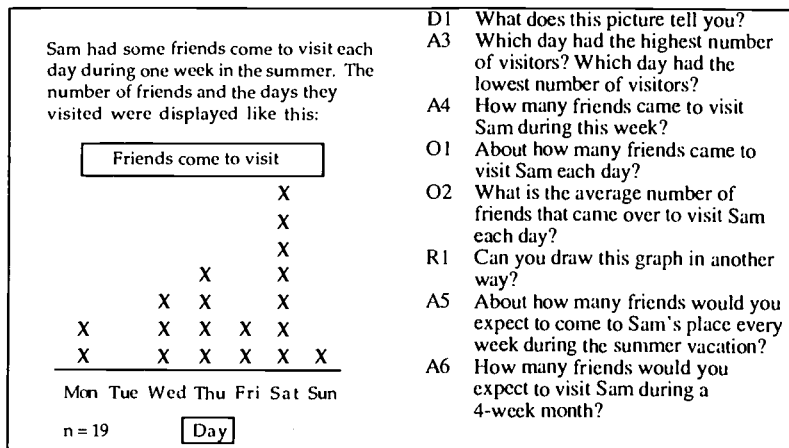 Sam had some friends come to visit each
day during one week in the summer. The
number of friends and the days they
visited were displayed like this:
Friends come to visit
X
X
X
X X
X X X
X X X X X
X X X X X X
Mon Tue Wed Thu Fri Sat Sun
n = 19 Day
D1 What does this picture tell you?
A3 Which day had the highest number
of visitors? Which day had the
lowest number of visitors?
A4 How many friends came to visit
Sam during this week?
O1 About how many friends came to
visit Sam each day?
O2 What is the average number of
friends that came over to visit Sam
each day?
R1 Can you draw this graph in another
way?
A5 About how many friends would you
expect to come to Sam's place every
week during the summer vacation?
A6 How many friends would you
expect to visit Sam during a
4-week month?